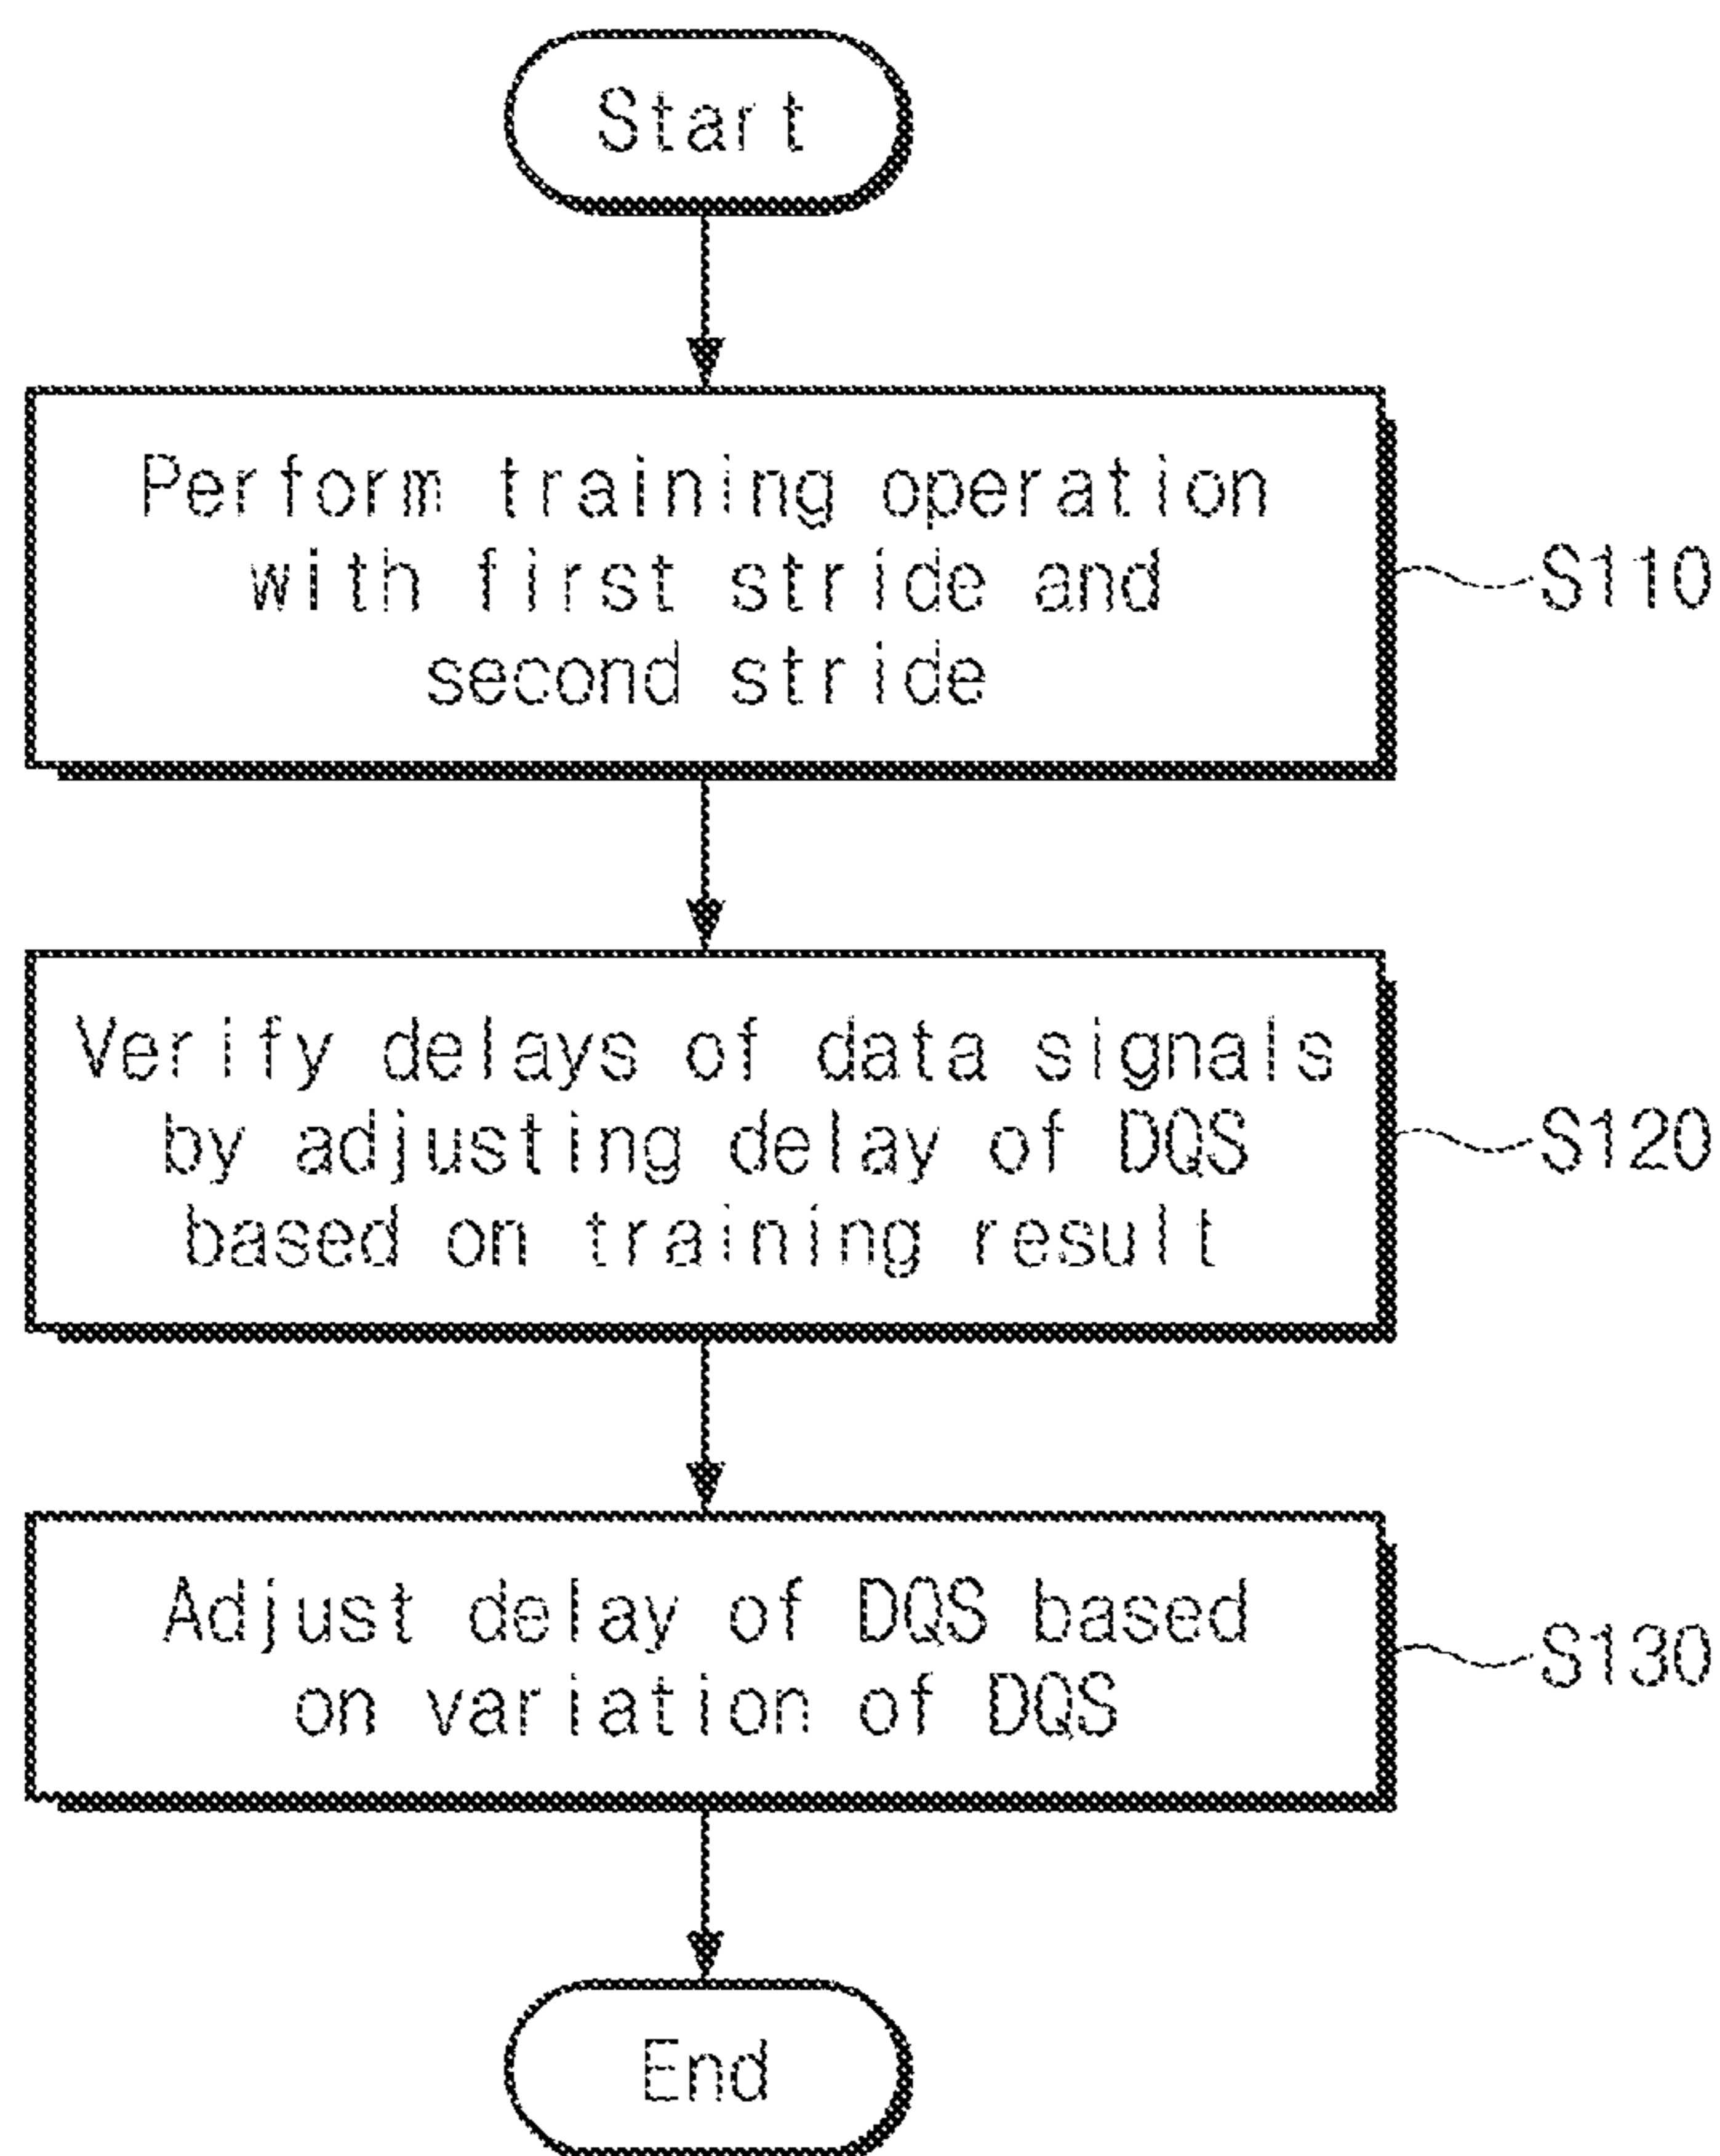 Start
Perform training operation
with first stride and
second stride
S110
Verify delays of data signals
by adjusting delay of DQS
based on training result
S120
Adjust delay of DQS based
on variation of DQS
S130
End